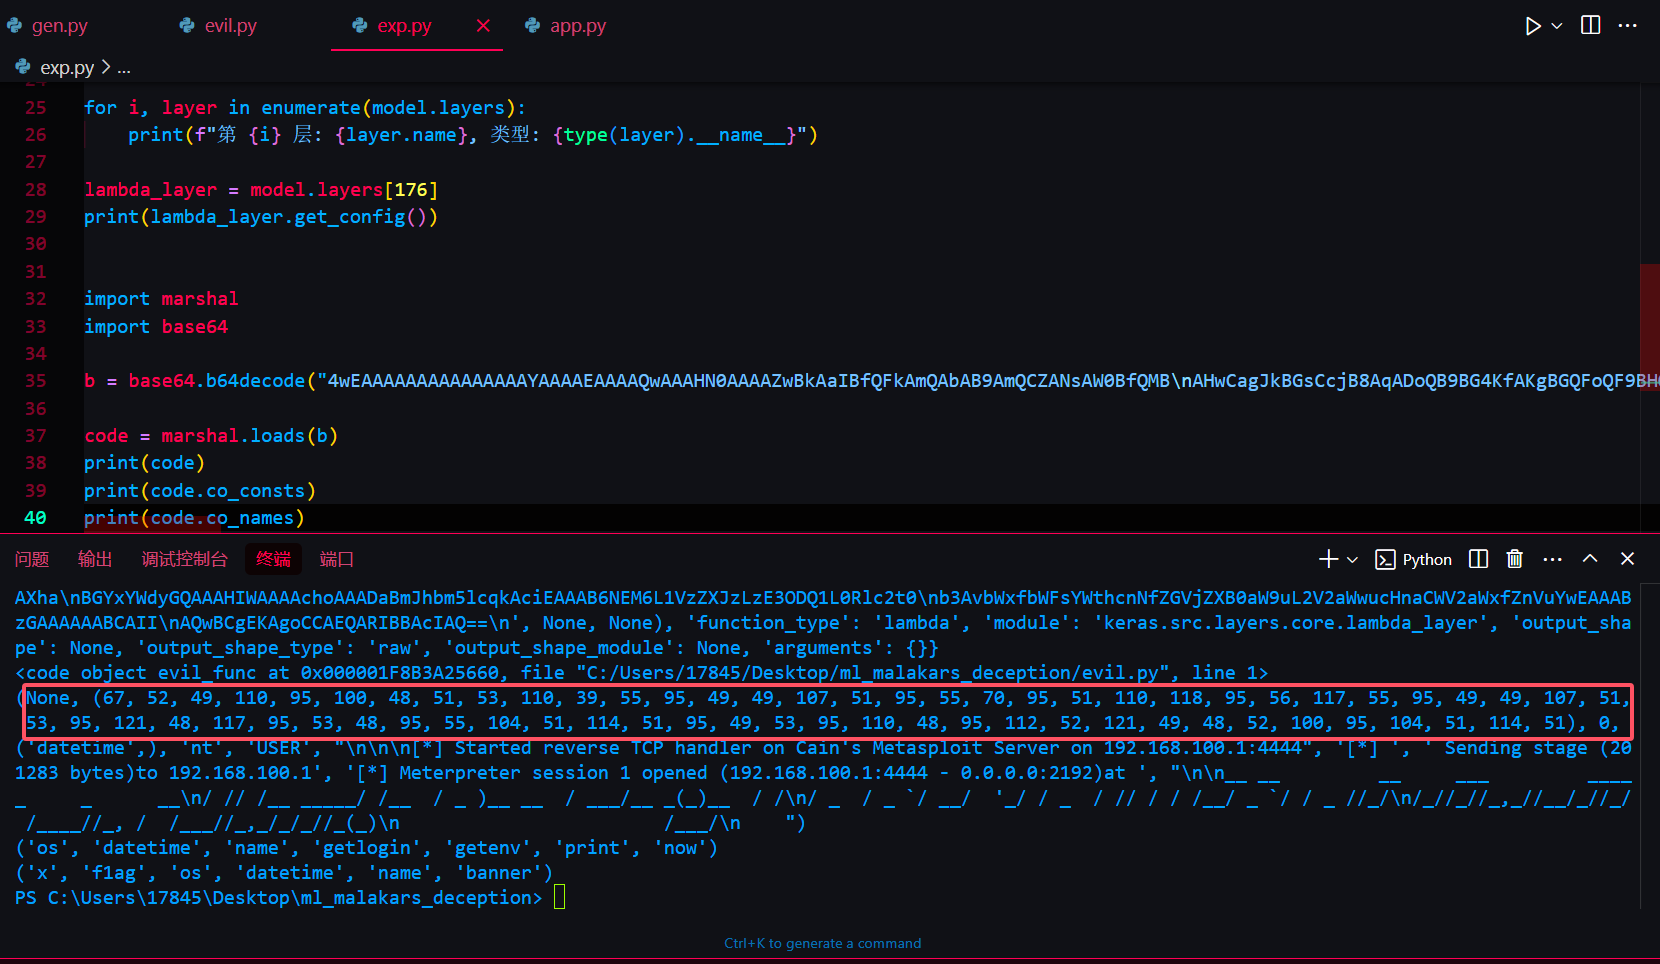 gen.py evil.py exp.py app.py
exp.py > ...
24
25 for i, layer in enumerate(model.layers):
26 print(f"第 {i} 层: {layer.name}, 类型: {type(layer).__name__}")
27
28 lambda_layer = model.layers[176]
29 print(lambda_layer.get_config())
30
31
32 import marshal
33 import base64
34
35 b = base64.b64decode("4wEAAAAAAAAAAAAAAAYAAAAEAAAAQwAAAHN0AAAAZwBkAaIBfQFkAmQAbAB9AmQCZANsAW0BfQMB\nAHwCagJkBGsCcjB8AqADoQB9BG4KfAKgBGQFoQF9BH
36
37 code = marshal.loads(b)
38 print(code)
39 print(code.co_consts)
40 print(code.co_names)
问题 输出 调试控制台 终端 端口 Python
AXha\nBGYxYWdyGQAAAHIWAAAAchoAAADaBmJhbm5lcqkAciEAAAB6NEM6L1VzZXJzLzE3ODQ1L0Rlc2t0\nb3AvbWxfbWFsYWthcnNfZGVjZXB0aW9uL2V2aWwucHnaCWV2aWxfZnVuYwEAAAB
zGAAAAAABCAII\nAQwBCgEKAgoCCAEQARIBBAcIAQ==\n', None, None), 'function_type': 'lambda', 'module': 'keras.src.layers.core.lambda_layer', 'output_sha
pe': None, 'output_shape_type': 'raw', 'output_shape_module': None, 'arguments': {}}
<code object evil_func at 0x000001F8B3A25660, file "C:/Users/17845/Desktop/ml_malakars_deception/evil.py", line 1>
(None, (67, 52, 49, 110, 95, 100, 48, 51, 53, 110, 39, 55, 95, 49, 49, 107, 51, 95, 55, 70, 95, 51, 110, 118, 95, 56, 117, 55, 95, 49, 49, 107, 51,
53, 95, 121, 48, 117, 95, 53, 48, 95, 55, 104, 51, 114, 51, 95, 49, 53, 95, 110, 48, 95, 112, 52, 121, 49, 48, 52, 100, 95, 104, 51, 114, 51), 0,
('datetime',), 'nt', 'USER', "\n\n\n[*] Started reverse TCP handler on Cain's Metasploit Server on 192.168.100.1:4444", '[*] ', ' Sending stage (20
1283 bytes)to 192.168.100.1', '[*] Meterpreter session 1 opened (192.168.100.1:4444 - 0.0.0.0:2192)at ', "\n\n__ __ __ ___ ____
_ _ __\n/ // /__ _____/ /__ / _ )__ __ / ___/__ _(_)__ / /\n/ _ / _ `/ __/ '_/ / _ / // / / /__/ _ `/ / _ //_/\n/_//_//_,_//__/_//_/
/____//_, / /___//_,_/_/_//_(_)\n /___/\n ")
('os', 'datetime', 'name', 'getlogin', 'getenv', 'print', 'now')
('x', 'f1ag', 'os', 'datetime', 'name', 'banner')
PS C:\Users\17845\Desktop\ml_malakars_deception>
Ctrl+K to generate a command